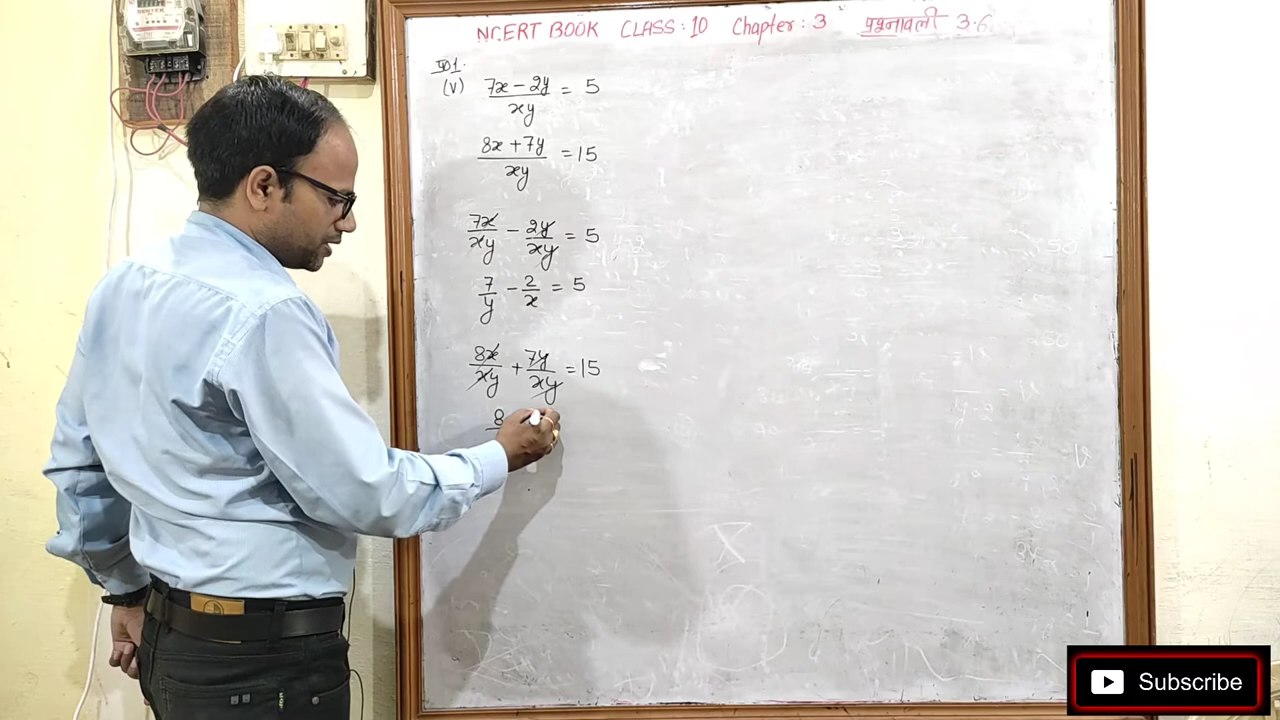 NCERT BOOK CLASS : 10 Chapter : 3 प्रश्नावली 3.6
प्र01.
(V) 7x - 2y / xy = 5
8x + 7y / xy = 15
7x/xy - 2y/xy = 5
7/y - 2/x = 5
8x/xy + 7y/xy = 15
8
Subscribe